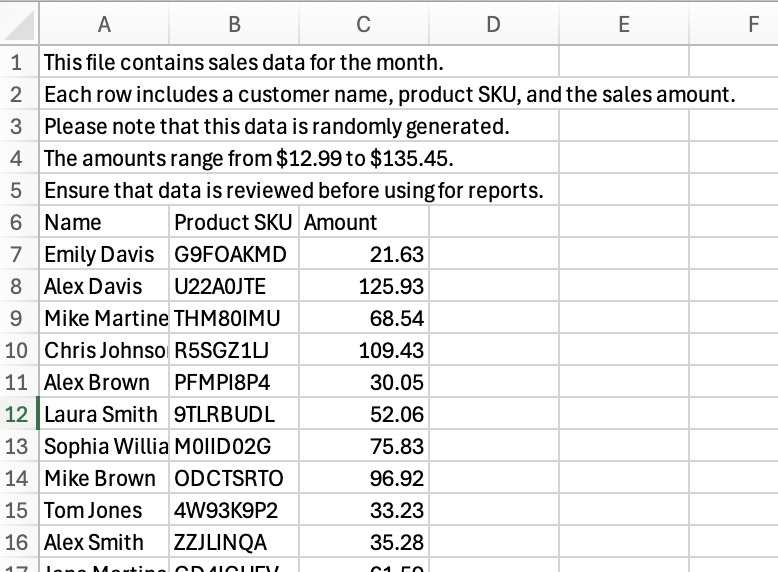 A B C D E F
1 This file contains sales data for the month.
2 Each row includes a customer name, product SKU, and the sales amount.
3 Please note that this data is randomly generated.
4 The amounts range from $12.99 to $135.45.
5 Ensure that data is reviewed before using for reports.
6 Name Product SKU Amount
7 Emily Davis G9FOAKMD 21.63
8 Alex Davis U22A0JTE 125.93
9 Mike Martine THM80IMU 68.54
10 Chris Johnso R5SGZ1LJ 109.43
11 Alex Brown PFMPI8P4 30.05
12 Laura Smith 9TLRBUDL 52.06
13 Sophia Willia M0IID02G 75.83
14 Mike Brown ODCTSRTO 96.92
15 Tom Jones 4W93K9P2 33.23
16 Alex Smith ZZJLINQA 35.28
17 Jane Martine